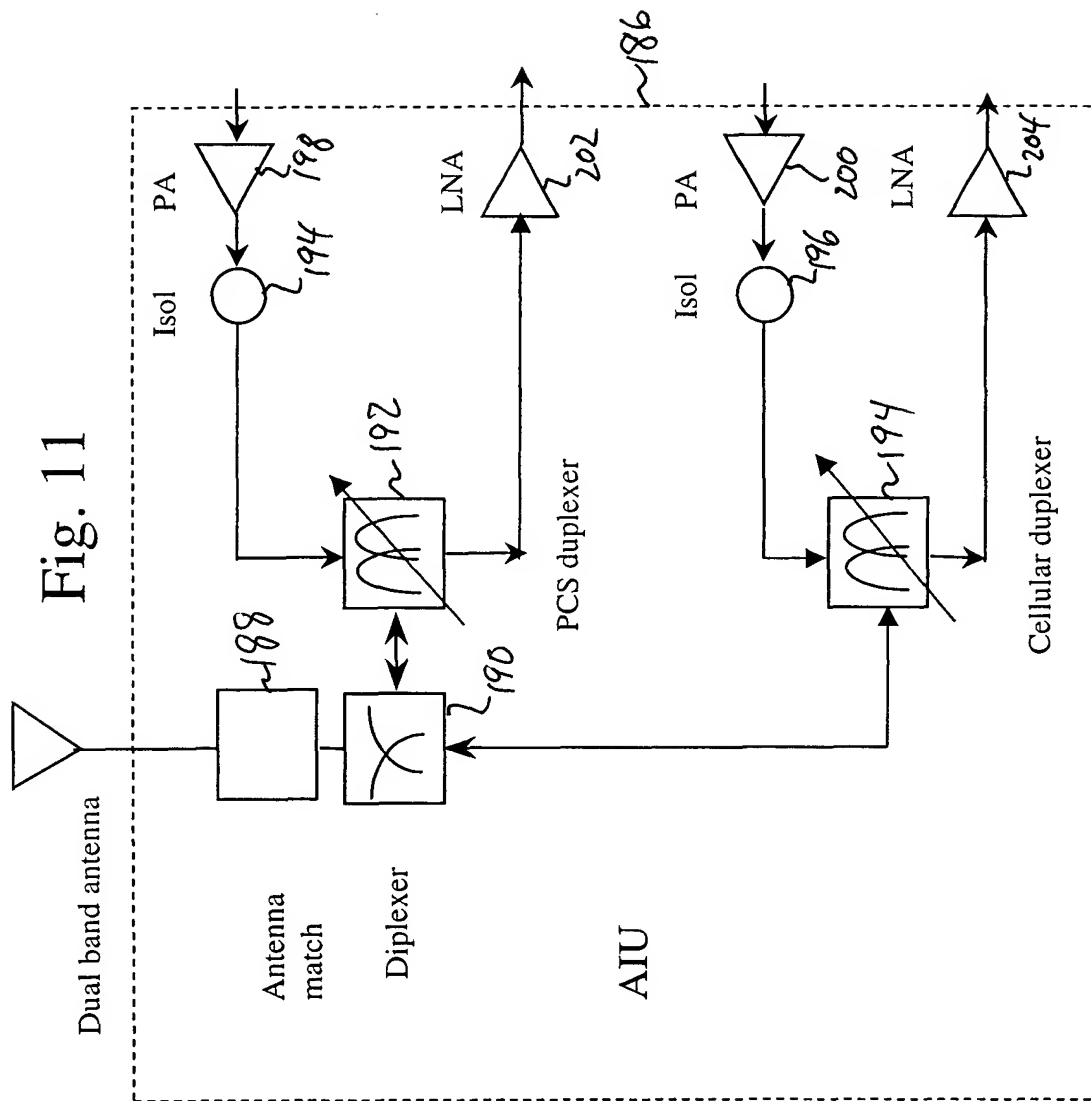 Fig. 11
Dual band antenna
Antenna
match
188
Diplexer
190
PCS duplexer
192
Isol
194
PA
198
LNA
202
186
AIU
Cellular duplexer
194
Isol
196
PA
200
LNA
204